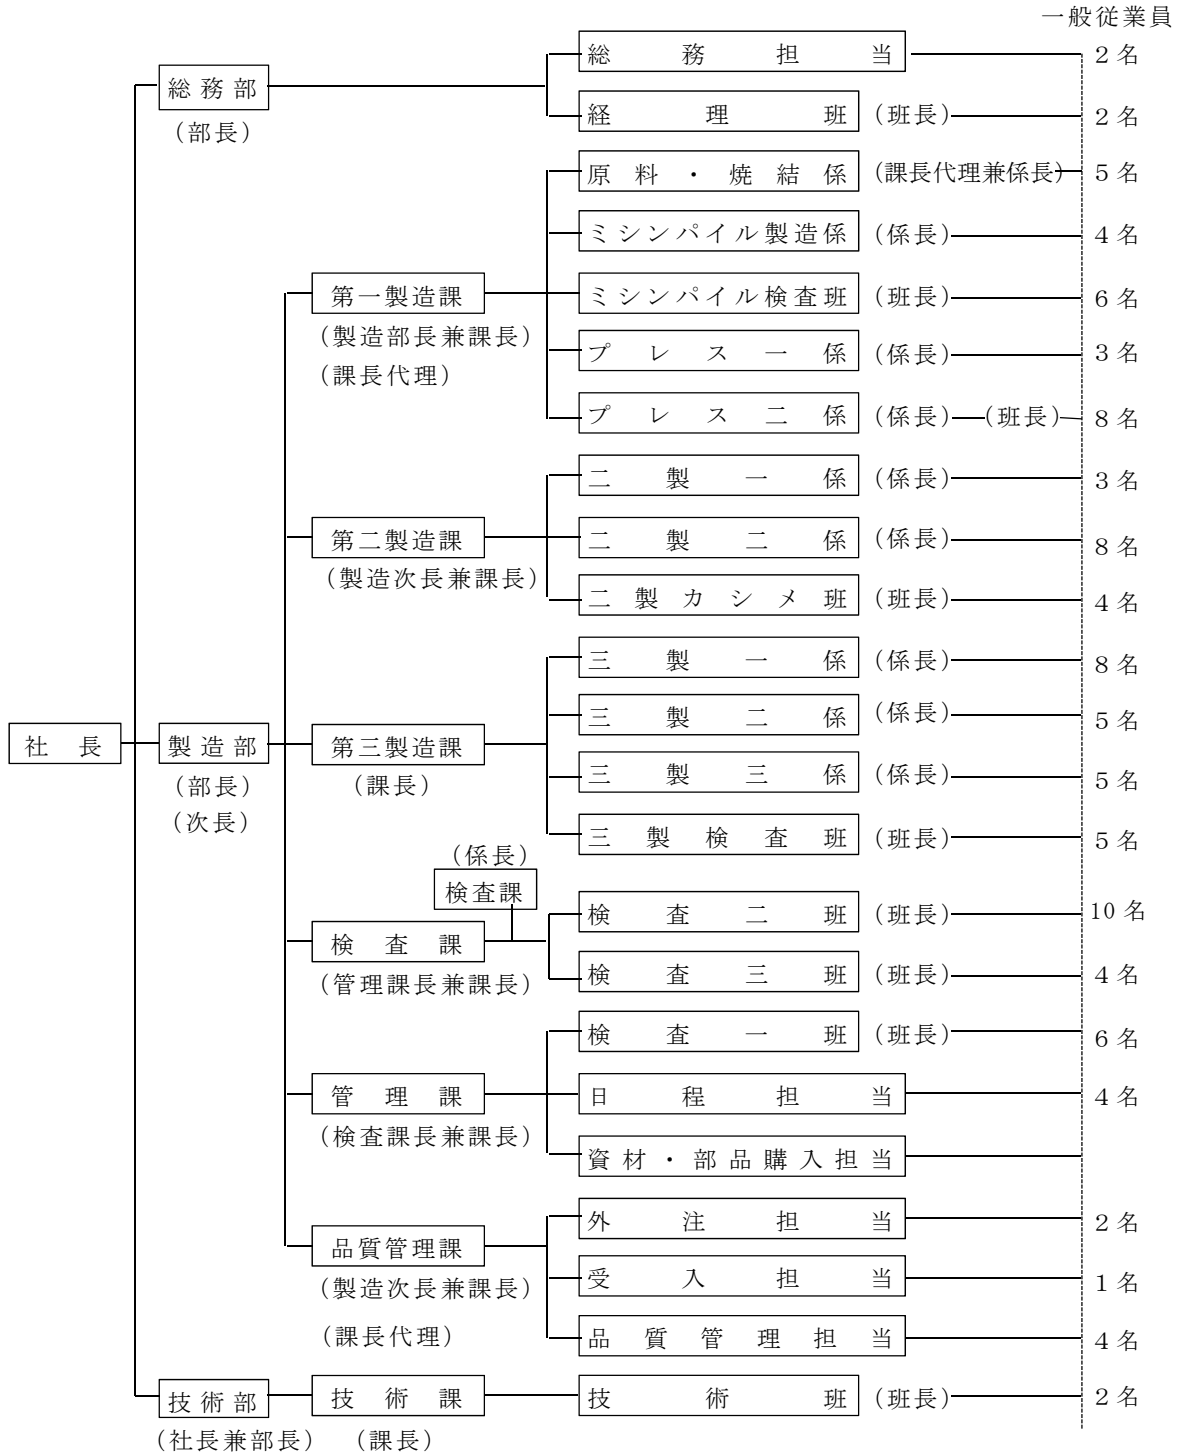 一般従業員
総務担当 2名
総務部
(部長)
経理班 (班長) 2名
原料・焼結係 (課長代理兼係長) 5名
ミシンパイル製造係 (係長) 4名
第一製造課
ミシンパイル検査班 (班長) 6名
(製造部長兼課長)
(課長代理)
プレス一係 (係長) 3名
プレス二係 (係長) (班長) 8名
二製一係 (係長) 3名
第二製造課
(製造次長兼課長)
二製二係 (係長) 8名
二製カシメ班 (班長) 4名
三製一係 (係長) 8名
三製二係 (係長) 5名
社長
製造部
(部長)
(次長)
第三製造課
(課長)
三製三係 (係長) 5名
三製検査班 (班長) 5名
(係長)
検査課
検査課
(管理課長兼課長)
検査二班 (班長) 10名
検査三班 (班長) 4名
検査一班 (班長) 6名
管理課
(検査課長兼課長)
日程担当 4名
資材・部品購入担当
外注担当 2名
品質管理課
(製造次長兼課長)
(課長代理)
受入担当 1名
品質管理担当 4名
技術部
(社長兼部長)
技術課
(課長)
技術班 (班長) 2名